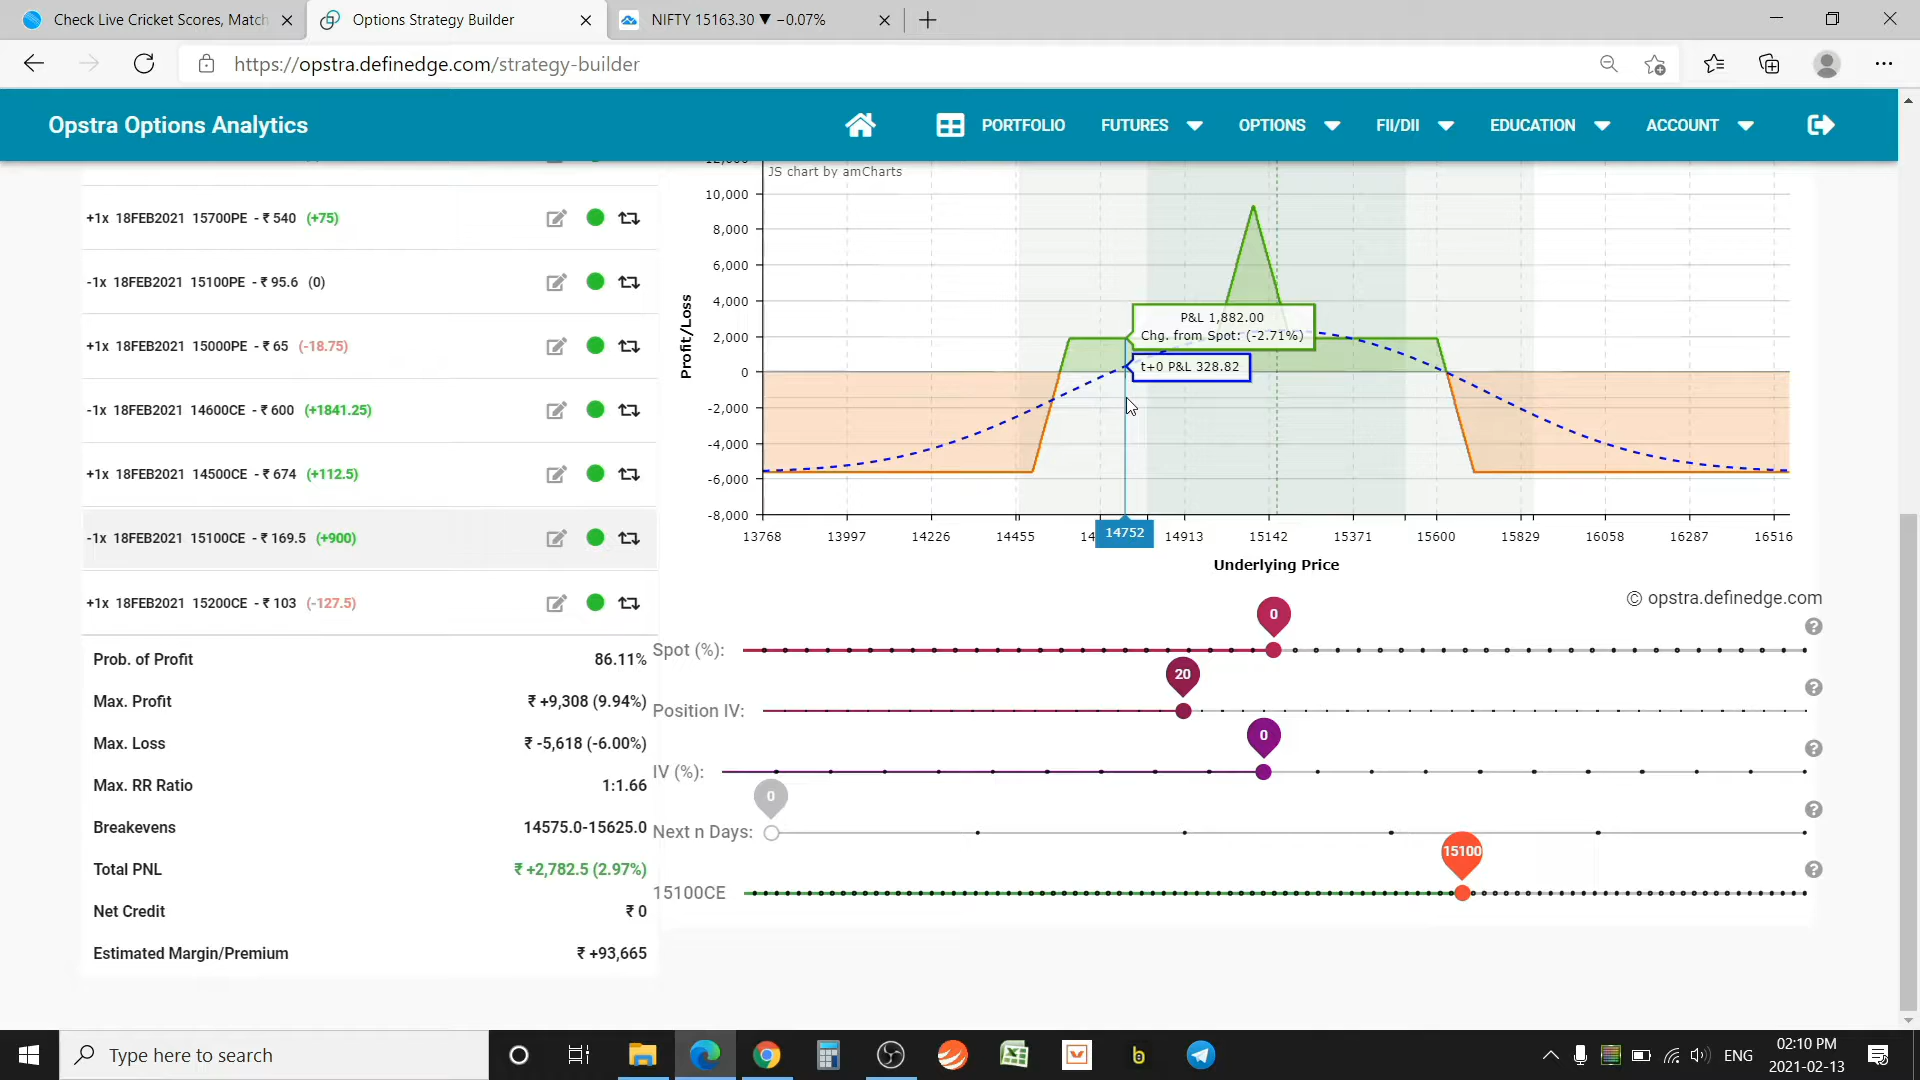 Check Live Cricket Scores, Match
Options Strategy Builder
NIFTY 15163.30 ▼ −0.07%
https://opstra.definedge.com/strategy-builder
Opstra Options Analytics
PORTFOLIO
FUTURES
OPTIONS
FII/DII
EDUCATION
ACCOUNT
+1x 18FEB2021 15700PE - ₹ 540 (+75)
-1x 18FEB2021 15100PE - ₹ 95.6 (0)
+1x 18FEB2021 15000PE - ₹ 65 (-18.75)
-1x 18FEB2021 14600CE - ₹ 600 (+1841.25)
+1x 18FEB2021 14500CE - ₹ 674 (+112.5)
-1x 18FEB2021 15100CE - ₹ 169.5 (+900)
+1x 18FEB2021 15200CE - ₹ 103 (-127.5)
Prob. of Profit 86.11%
Max. Profit ₹ +9,308 (9.94%)
Max. Loss ₹ -5,618 (-6.00%)
Max. RR Ratio 1:1.66
Breakevens 14575.0-15625.0
Total PNL ₹ +2,782.5 (2.97%)
Net Credit ₹ 0
Estimated Margin/Premium ₹ +93,665
JS chart by amCharts
Profit/Loss
10,000
8,000
6,000
4,000
2,000
0
-2,000
-4,000
-6,000
-8,000
P&L 1,882.00
Chg. from Spot: (-2.71%)
t+0 P&L 328.82
14752
13768 13997 14226 14455 14913 15142 15371 15600 15829 16058 16287 16516
Underlying Price
© opstra.definedge.com
0
Spot (%):
20
Position IV:
0
IV (%):
0
Next n Days:
15100
15100CE
Type here to search
ENG
02:10 PM
2021-02-13